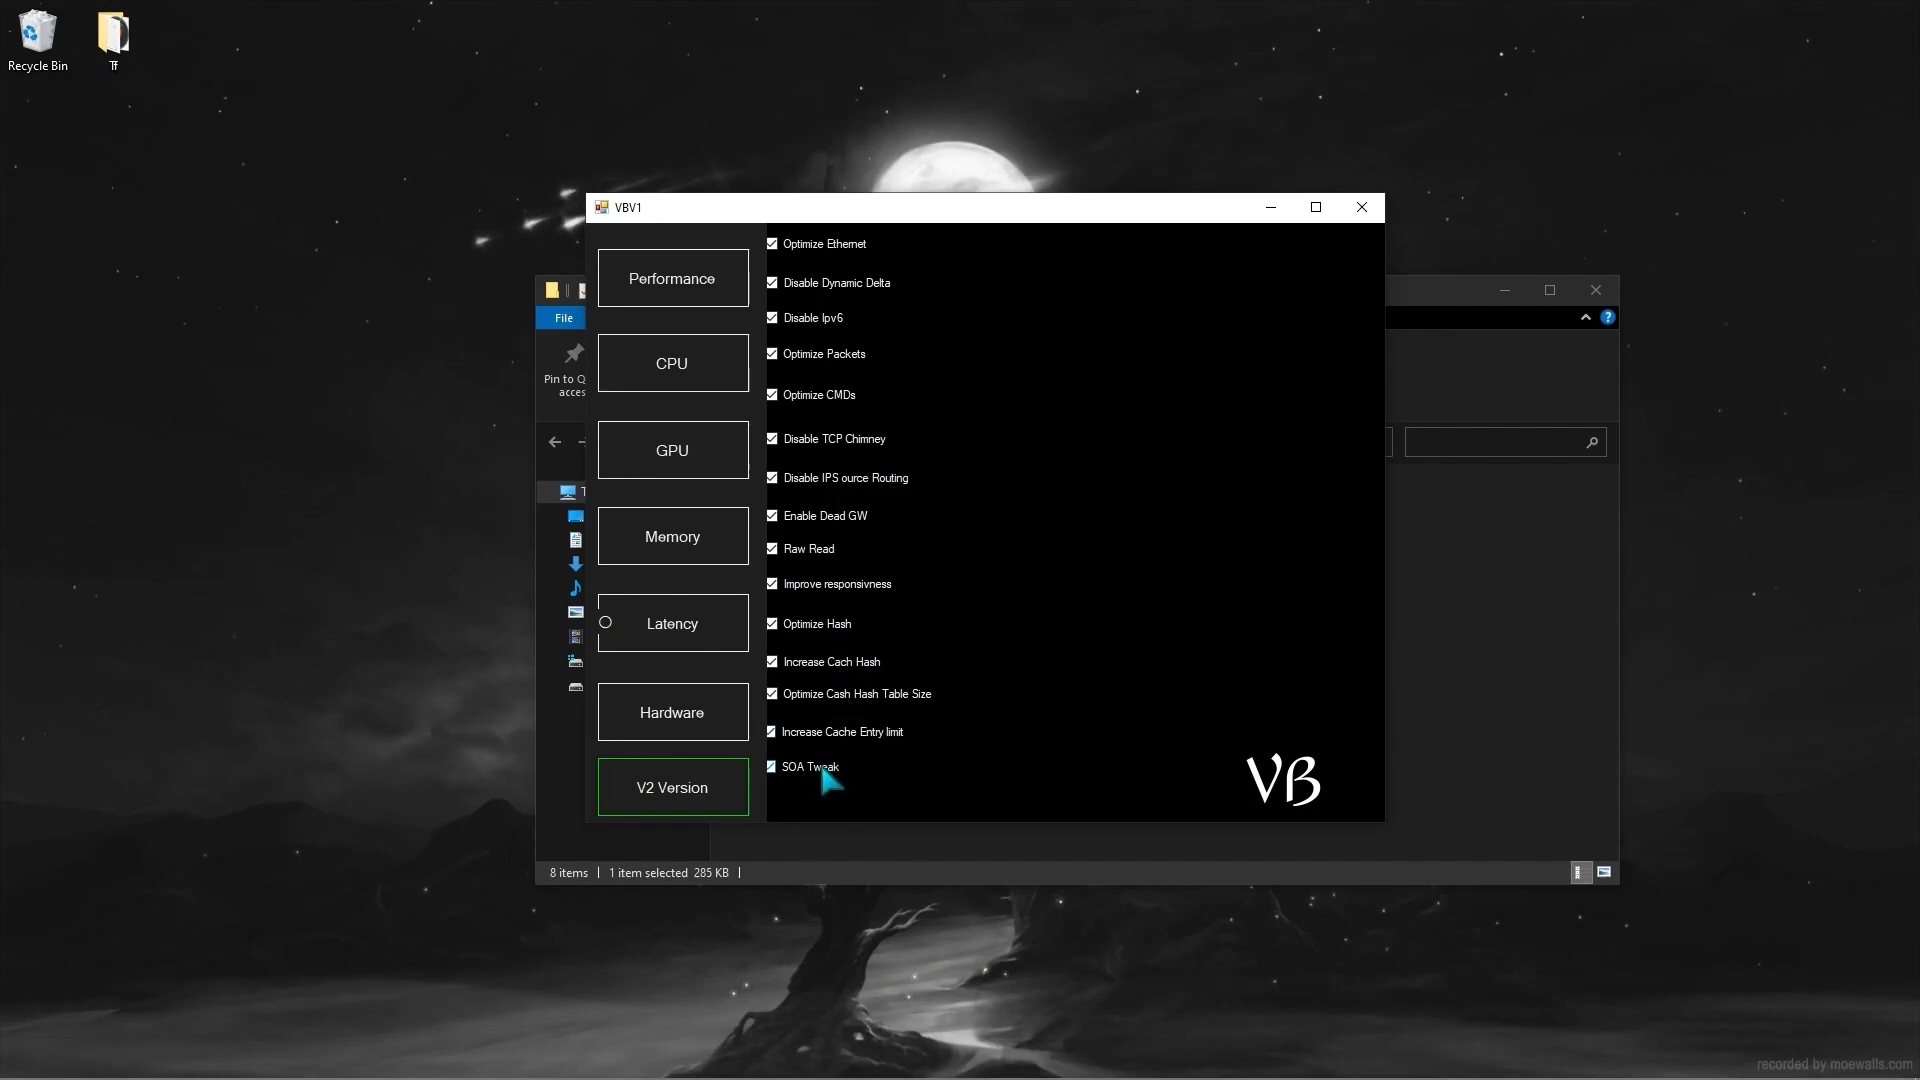 Recycle Bin
Tf
VBV1
Performance
CPU
GPU
Memory
Latency
Hardware
V2 Version
Optimize Ethernet
Disable Dynamic Delta
Disable Ipv6
Optimize Packets
Optimize CMDs
Disable TCP Chimney
Disable IPS ource Routing
Enable Dead GW
Raw Read
Improve responsivness
Optimize Hash
Increase Cach Hash
Optimize Cash Hash Table Size
Increase Cache Entry limit
SOA Tweak
VB
File
Pin to Q
acces
T
8 items
1 item selected 285 KB
recorded by moewalls.com